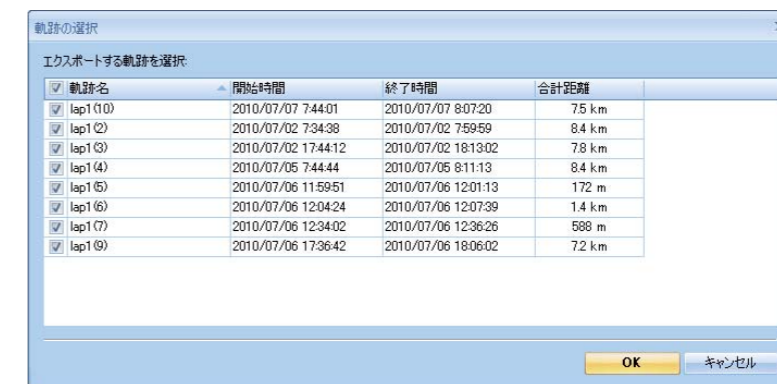 軌跡の選択
エクスポートする軌跡を選択:
軌跡名 開始時間 終了時間 合計距離
lap1(10) 2010/07/07 7:44:01 2010/07/07 8:07:20 7.5 km
lap1(2) 2010/07/02 7:34:38 2010/07/02 7:59:59 8.4 km
lap1(3) 2010/07/02 17:44:12 2010/07/02 18:13:02 7.8 km
lap1(4) 2010/07/05 7:44:44 2010/07/05 8:11:13 8.4 km
lap1(5) 2010/07/06 11:59:51 2010/07/06 12:01:13 172 m
lap1(6) 2010/07/06 12:04:24 2010/07/06 12:07:39 1.4 km
lap1(7) 2010/07/06 12:34:02 2010/07/06 12:36:26 588 m
lap1(9) 2010/07/06 17:36:42 2010/07/06 18:06:02 7.2 km
OK キャンセル